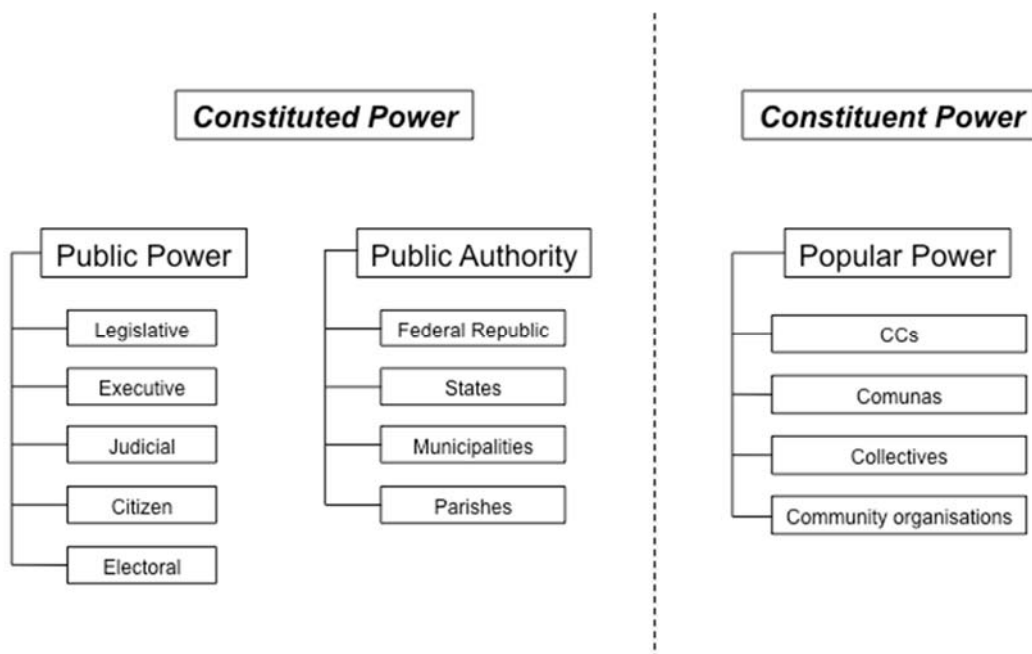 Constituted Power
Constituent Power
Public Power
Legislative
Executive
Judicial
Citizen
Electoral
Public Authority
Federal Republic
States
Municipalities
Parishes
Popular Power
CCs
Comunas
Collectives
Community organisations